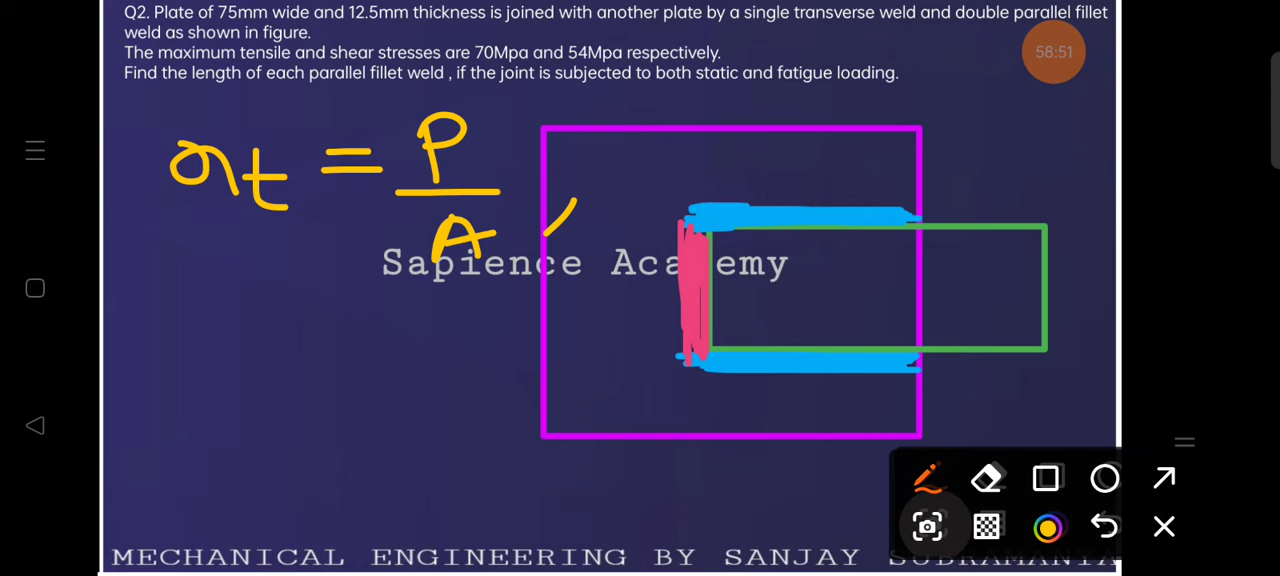 Q2. Plate of 75mm wide and 12.5mm thickness is joined with another plate by a single transverse weld and double parallel fillet
weld as shown in figure.
The maximum tensile and shear stresses are 70Mpa and 54Mpa respectively.
58:51
Find the length of each parallel fillet weld , if the joint is subjected to both static and fatigue loading.
σt = P/A
Sapience Academy
MECHANICAL ENGINEERING BY SANJAY SUBRAMANIA